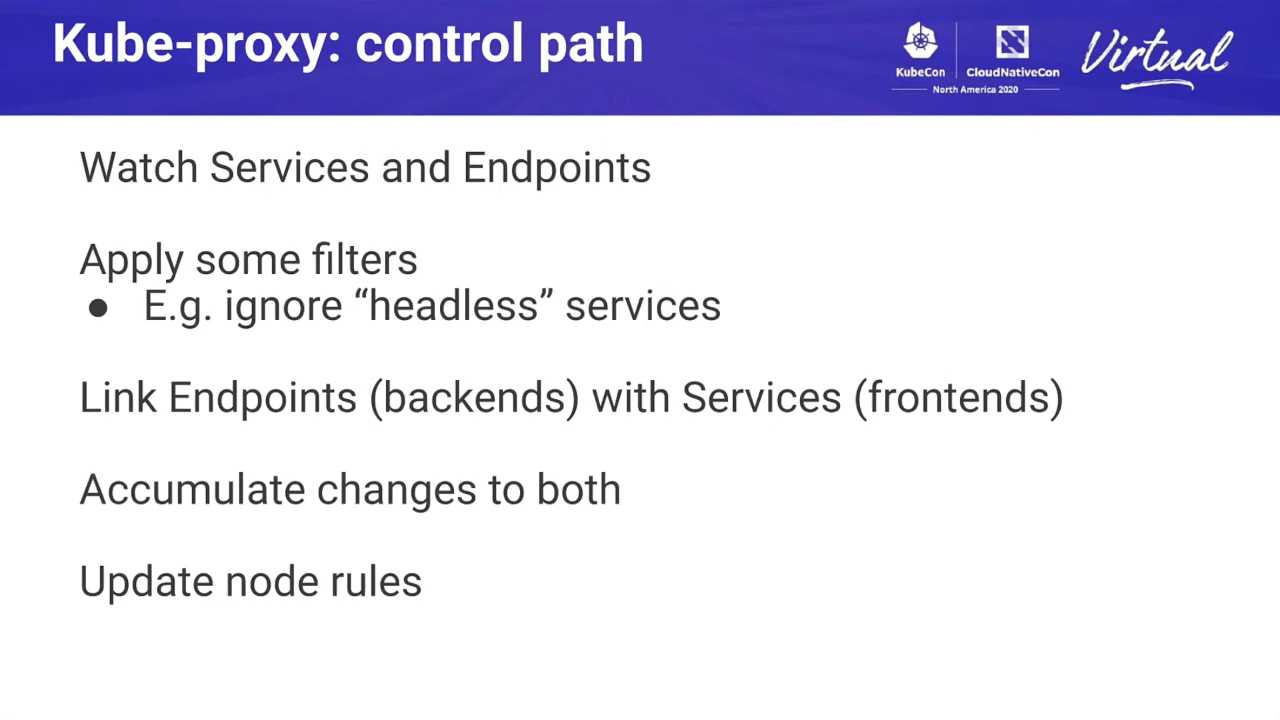 Kube-proxy: control path
KubeCon
CloudNativeCon
North America 2020
Virtual
Watch Services and Endpoints
Apply some filters
● E.g. ignore “headless” services
Link Endpoints (backends) with Services (frontends)
Accumulate changes to both
Update node rules